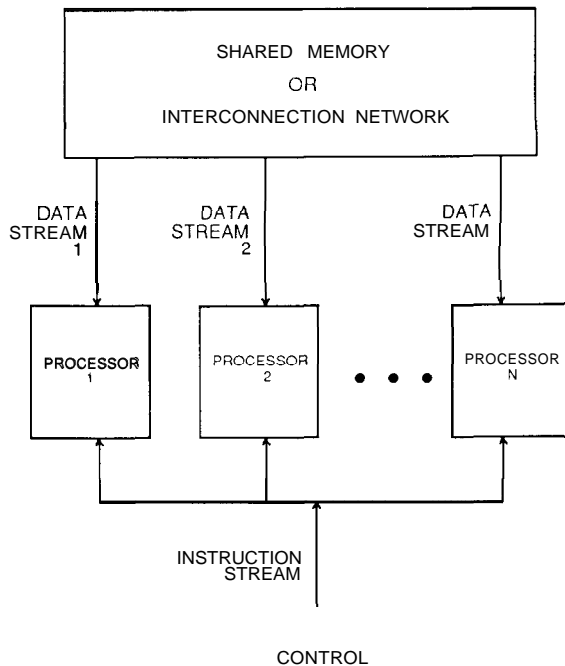 SHARED MEMORY
OR
INTERCONNECTION NETWORK
DATA
STREAM
1
DATA
STREAM
2
DATA
STREAM
PROCESSOR
1
PROCESSOR
2
PROCESSOR
N
INSTRUCTION
STREAM
CONTROL